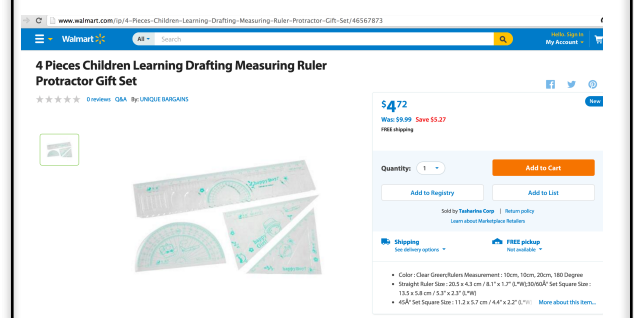 www.walmart.com/ip/4-Pieces-Children-Learning-Drafting-Measuring-Ruler-Protractor-Gift-Set/46567873
Walmart
All
Search
Hello. Sign In
My Account
4 Pieces Children Learning Drafting Measuring Ruler
Protractor Gift Set
0 reviews Q&A By: UNIQUE BARGAINS
$4.72
New
Was: $9.99 Save $5.27
FREE shipping
Quantity: 1
Add to Cart
Add to Registry
Add to List
Sold by Tasharina Corp | Return policy
Learn about Marketplace Retailers
Shipping
See delivery options
FREE pickup
Not available
• Color : Clear Green;Rulers Measurement : 10cm, 10cm, 20cm, 180 Degree
• Straight Ruler Size : 20.5 x 4.3 cm / 8.1" x 1.7" (L*W);30/60Â° Set Square Size :
13.5 x 5.8 cm / 5.3" x 2.3" (L*W)
• 45Â° Set Square Size : 11.2 x 5.7 cm / 4.4" x 2.2" (L*W) More about this item...